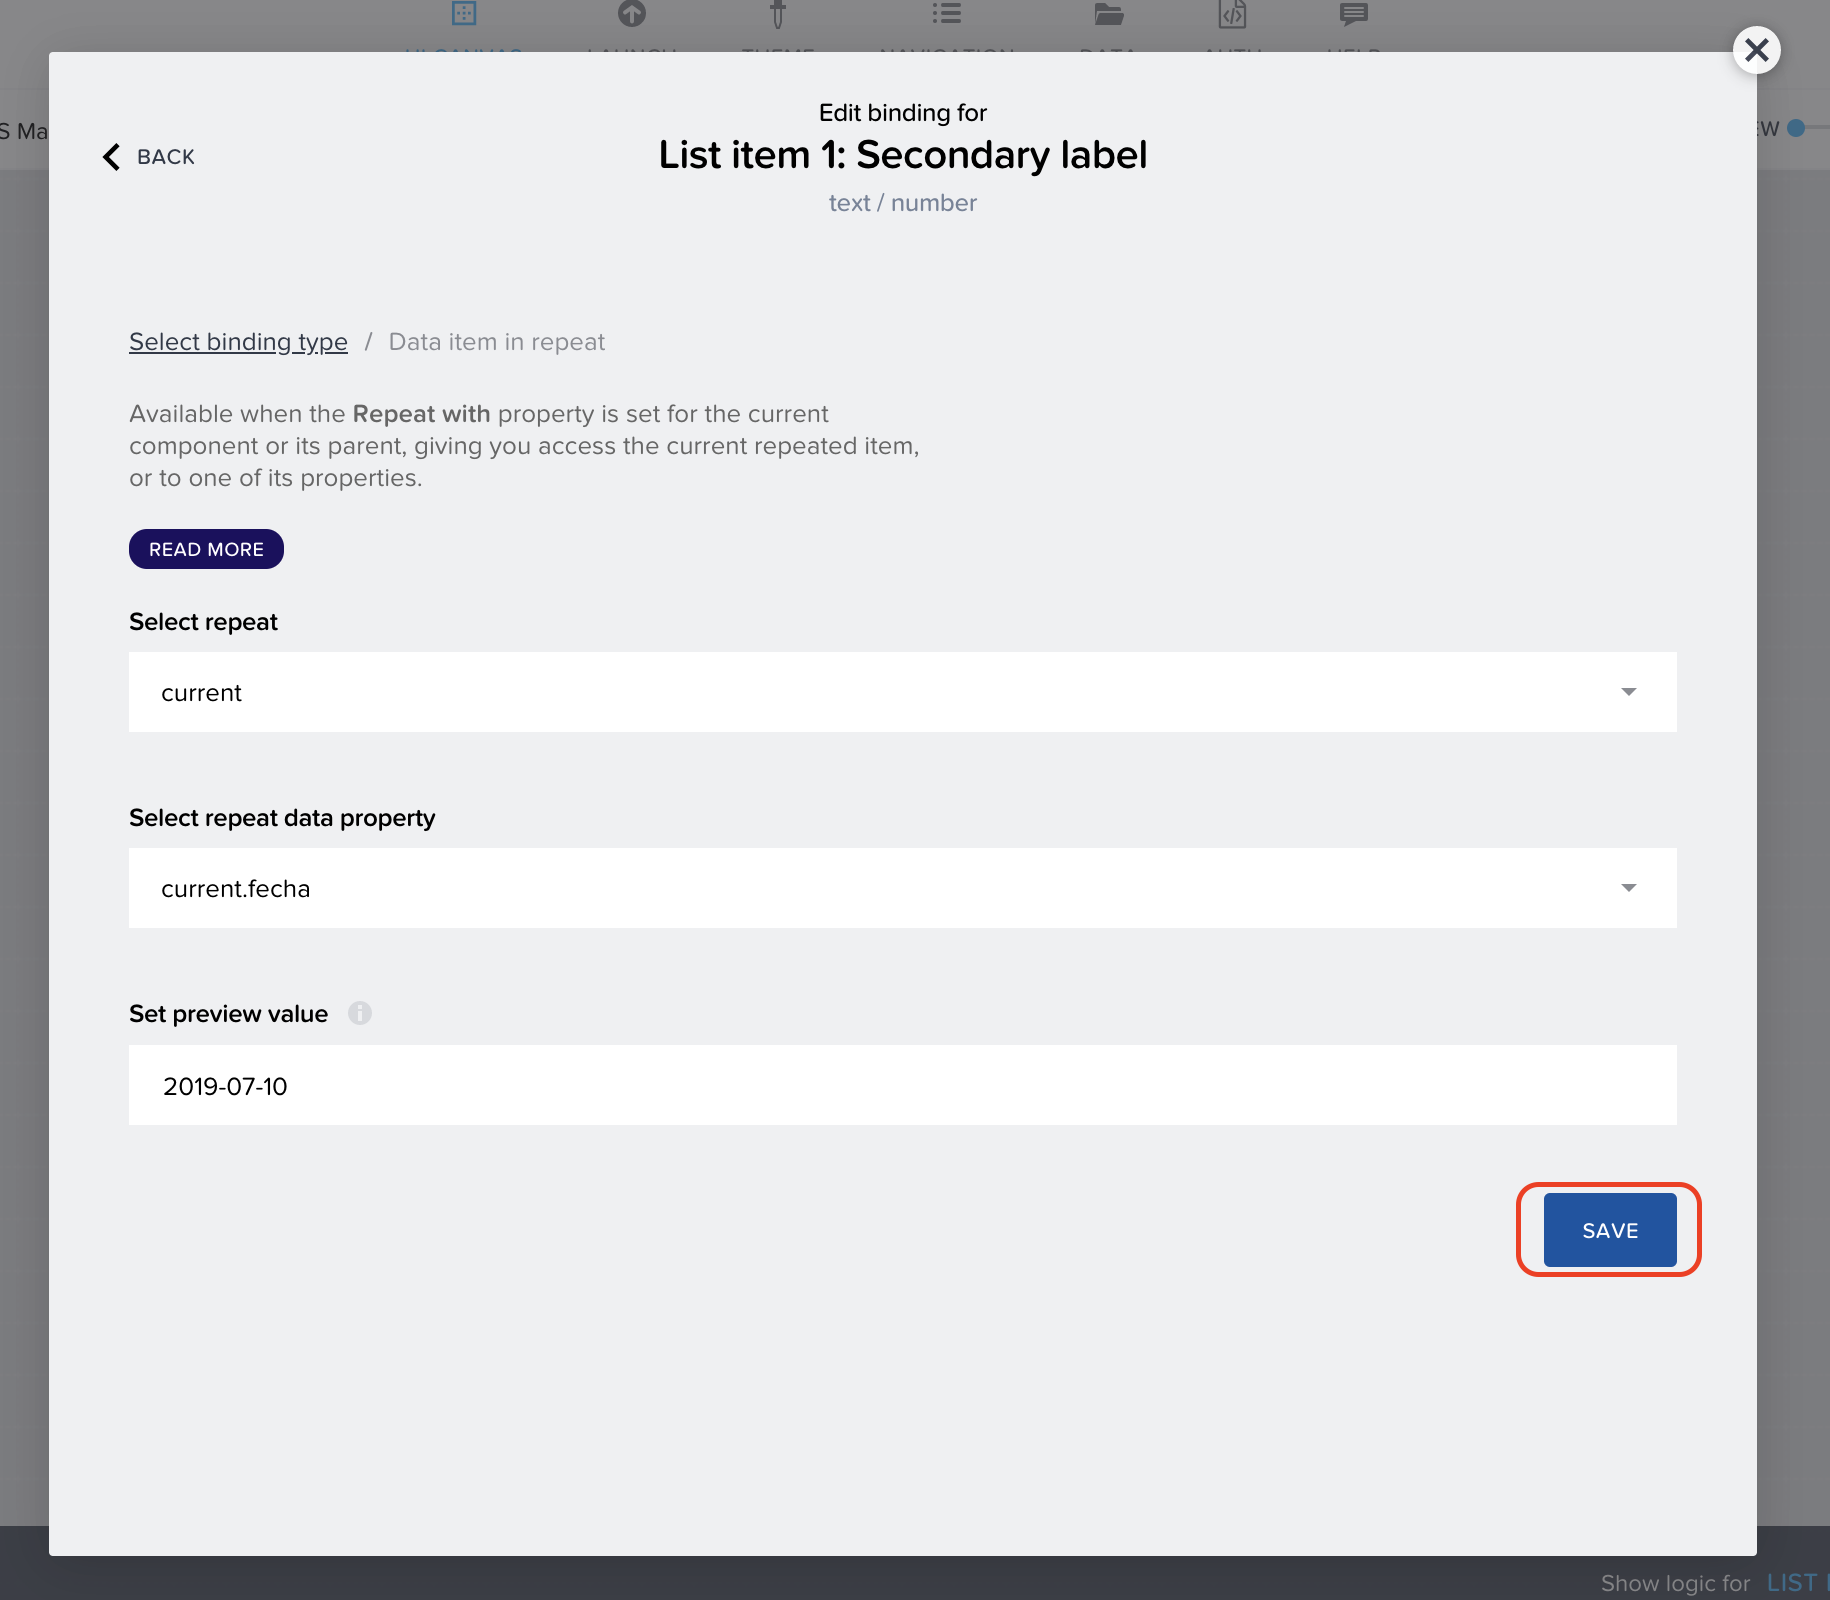 S Ma
EW
Edit binding for
BACK
List item 1: Secondary label
text / number
Select binding type / Data item in repeat
Available when the Repeat with property is set for the current
component or its parent, giving you access the current repeated item,
or to one of its properties.
READ MORE
Select repeat
current
Select repeat data property
current.fecha
Set preview value
2019-07-10
SAVE
Show logic for LIST